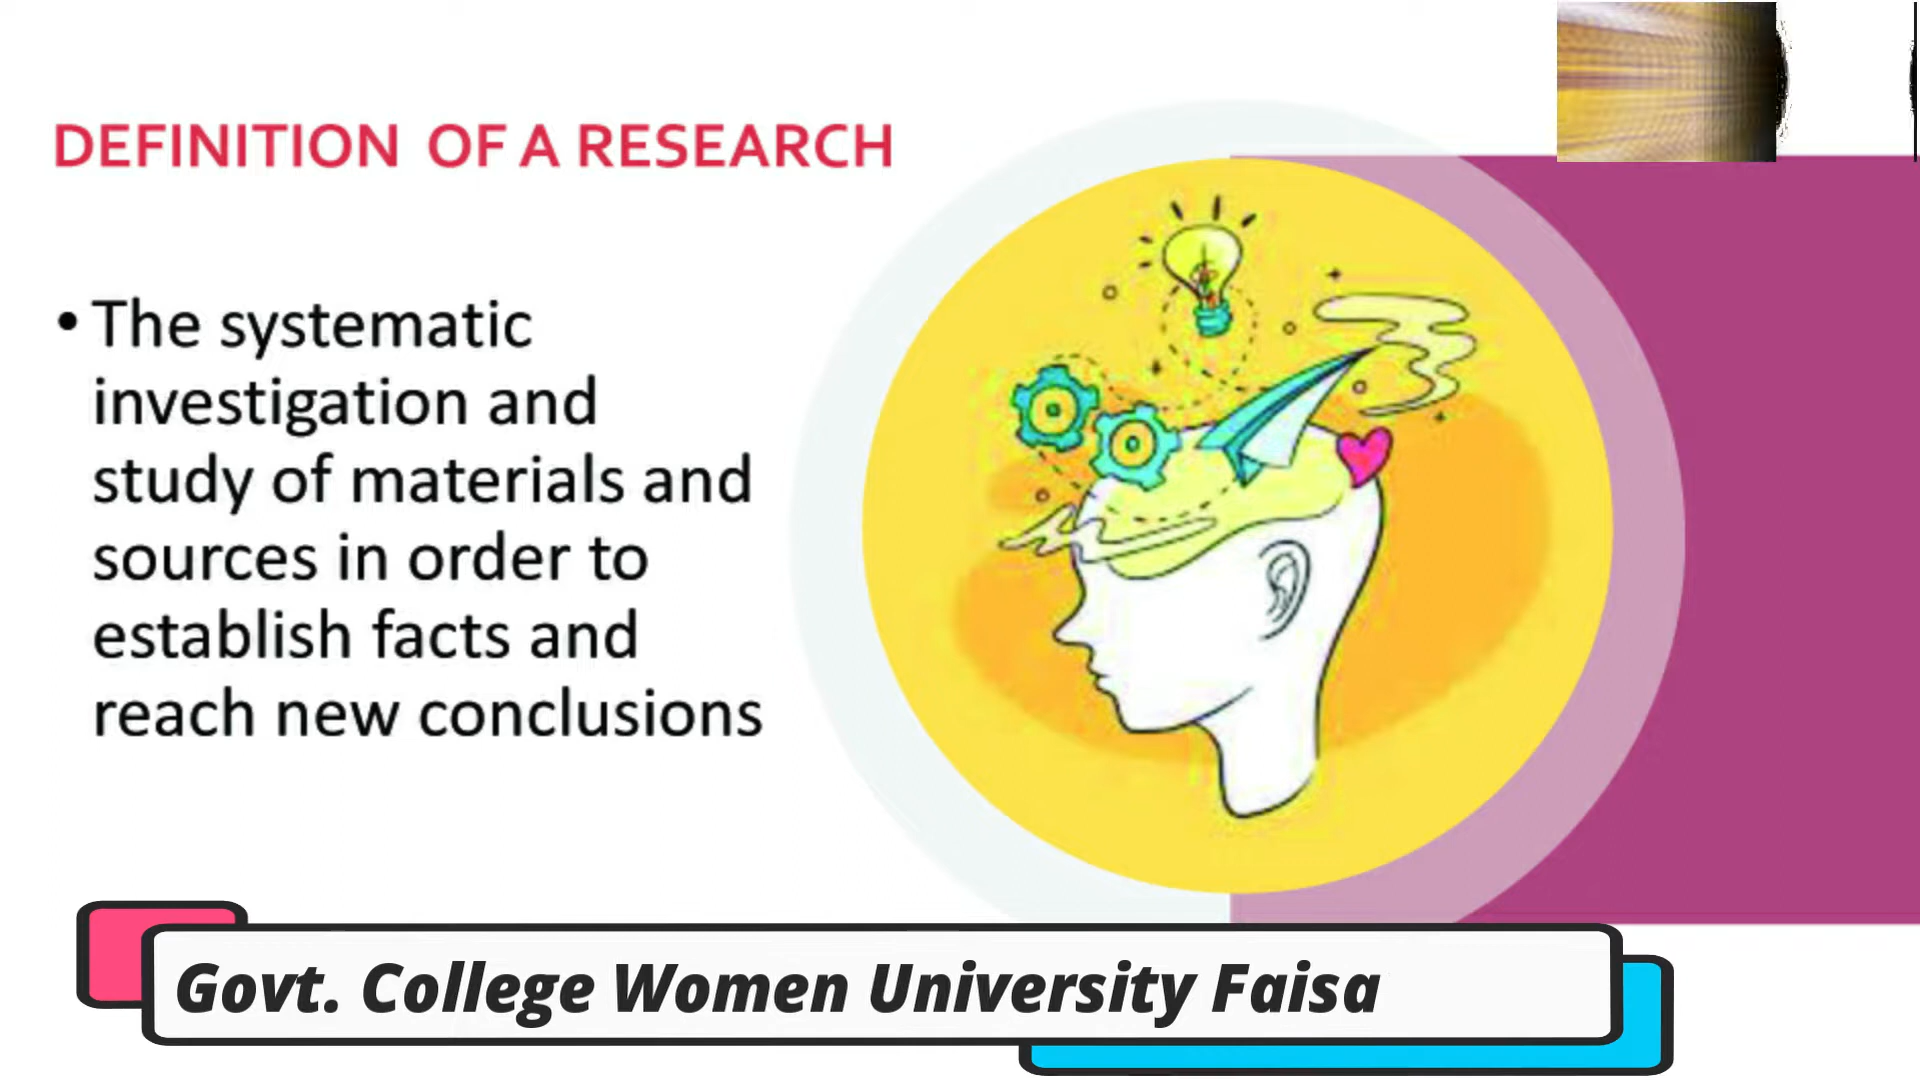 DEFINITION OF A RESEARCH
• The systematic
investigation and
study of materials and
sources in order to
establish facts and
reach new conclusions
Govt. College Women University Faisa